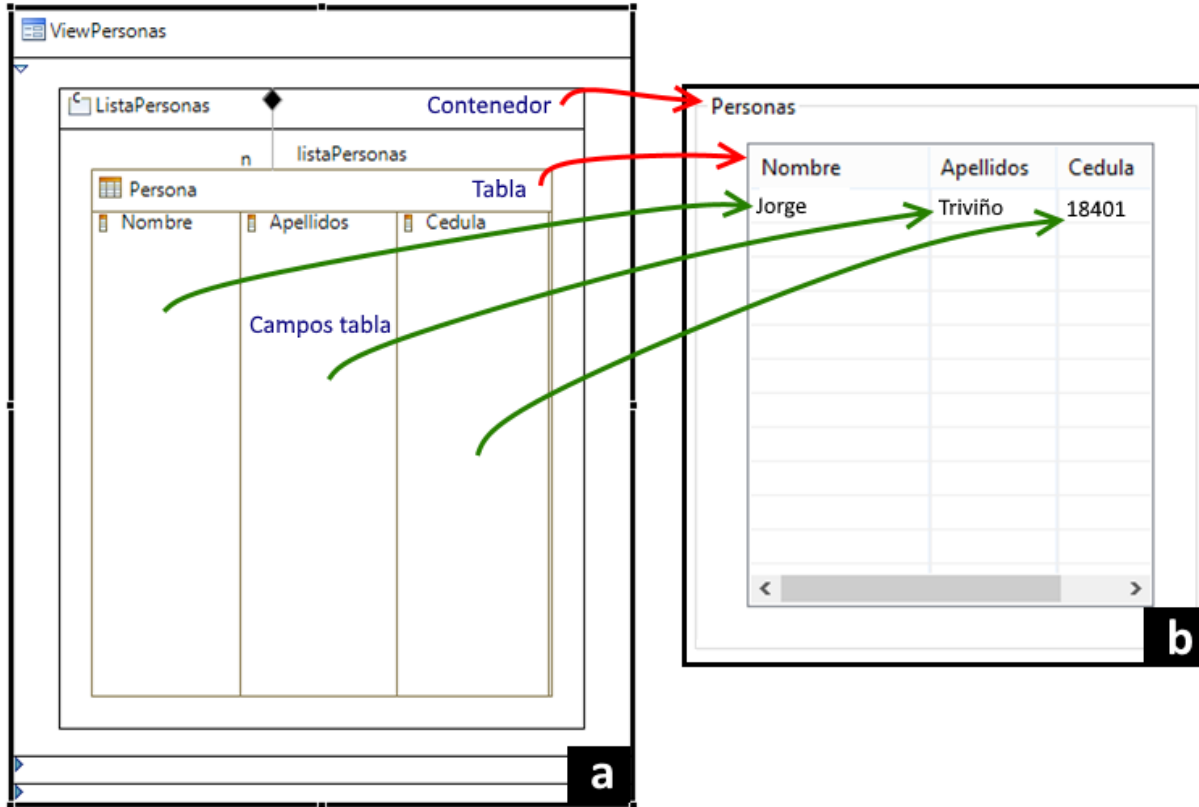 ViewPersonas
ListaPersonas
Contenedor
n
listaPersonas
Persona
Tabla
Nombre
Apellidos
Cedula
Campos tabla
a
Personas
Nombre
Apellidos
Cedula
Jorge
Triviño
18401
b